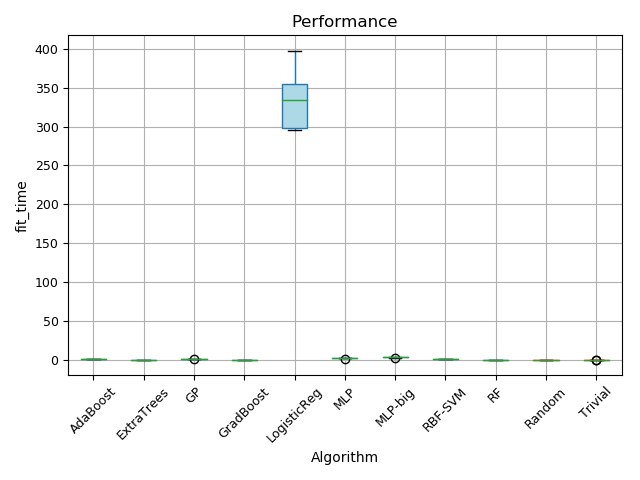 Performance
fit_time
400
350
300
250
200
150
100
50
0
AdaBoost
ExtraTrees
GP
GradBoost
LogisticReg
MLP
MLP-big
RBF-SVM
RF
Random
Trivial
Algorithm